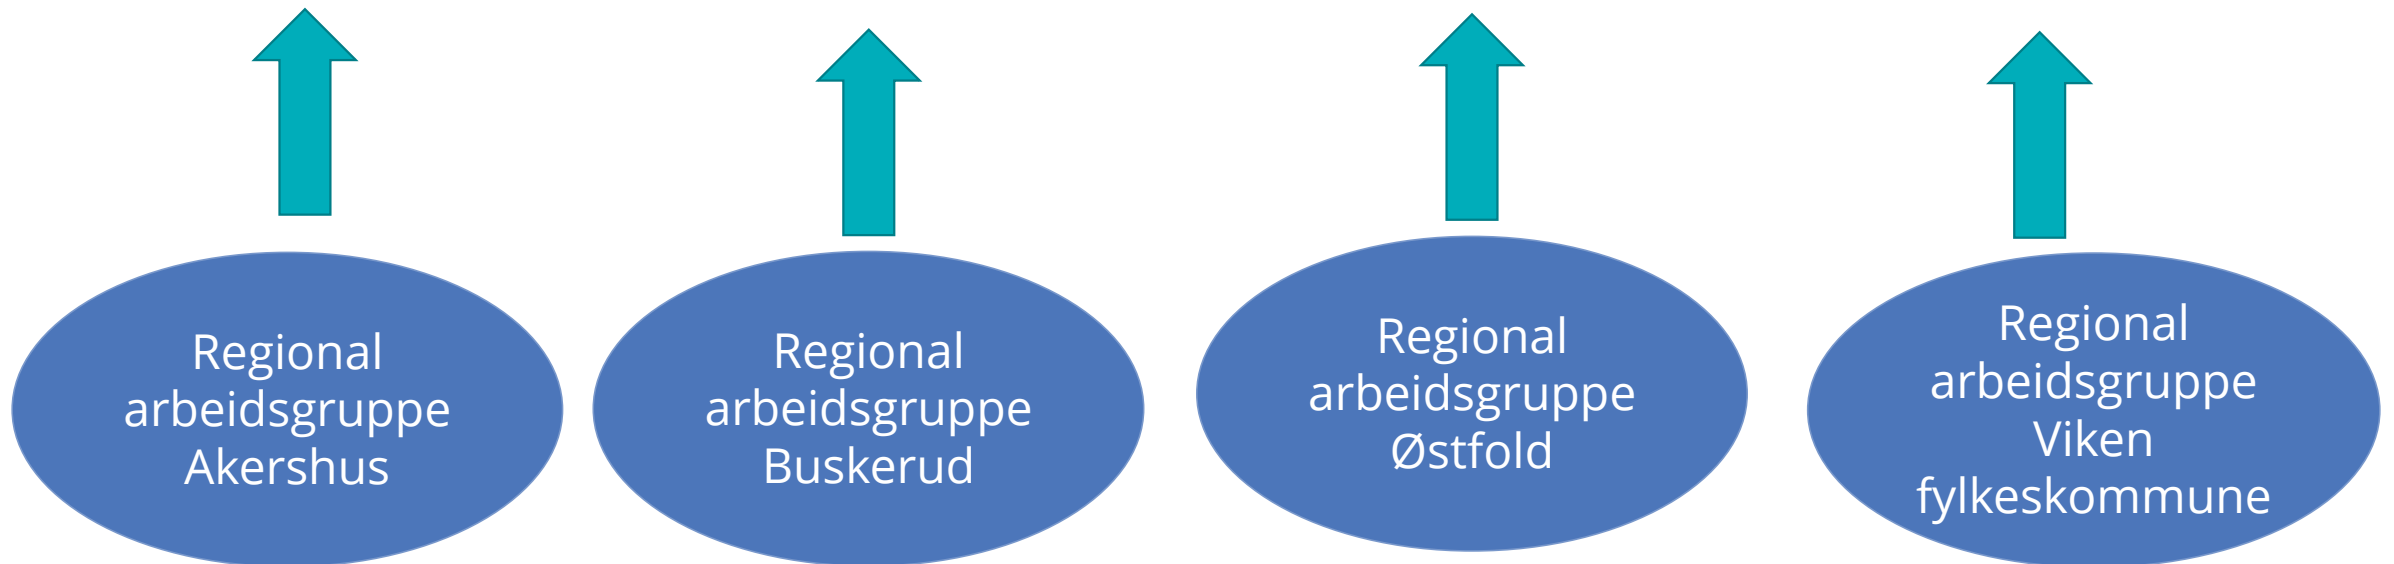 Regional
arbeidsgruppe
Akershus
Regional
arbeidsgruppe
Buskerud
Regional
arbeidsgruppe
Østfold
Regional
arbeidsgruppe
Viken
fylkeskommune